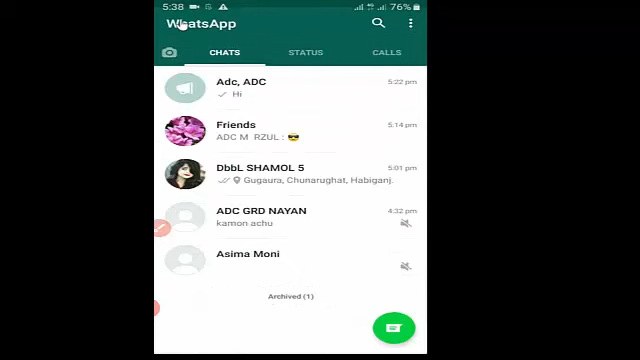 5:38 76%
WhatsApp
CHATS STATUS CALLS
Adc, ADC 5:22 pm
Hi
Friends 5:14 pm
ADC M RZUL : 😎
DbbL SHAMOL 5 5:01 pm
Gugaura, Chunarughat, Habiganj.
ADC GRD NAYAN 4:32 pm
kamon achu
Asima Moni
Archived (1)